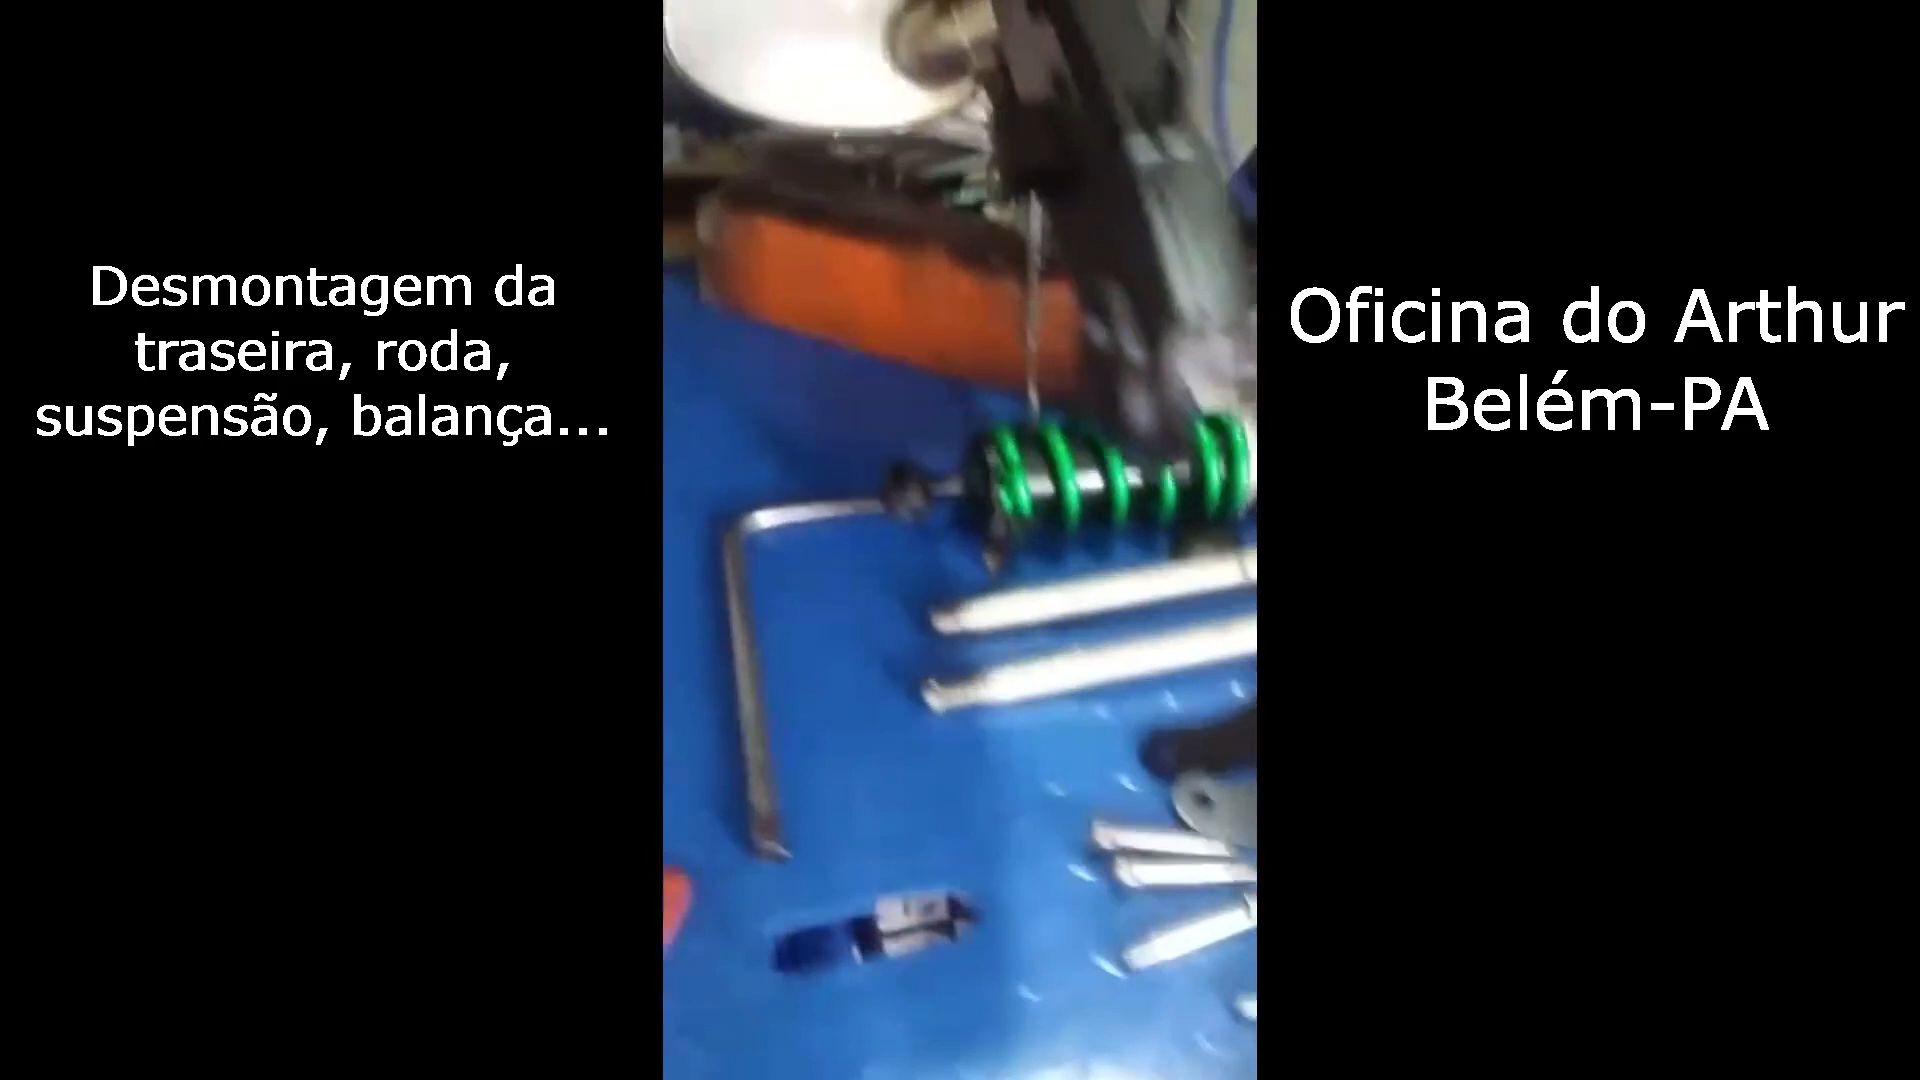 Desmontagem da
traseira, roda,
suspensão, balança...
Oficina do Arthur
Belém-PA